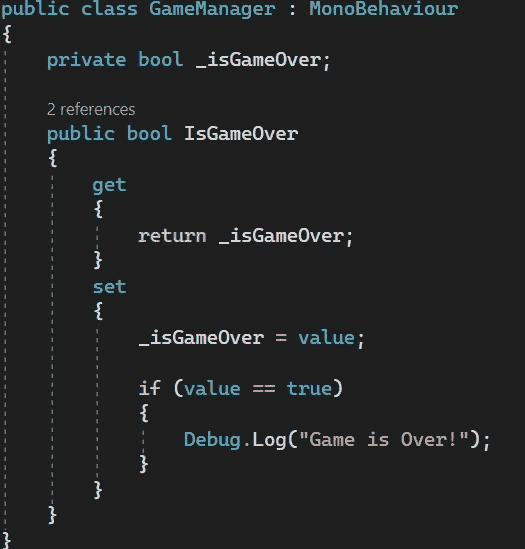 public class GameManager : MonoBehaviour
{
private bool _isGameOver;
2 references
public bool IsGameOver
{
get
{
return _isGameOver;
}
set
{
_isGameOver = value;
if (value == true)
{
Debug.Log("Game is Over!");
}
}
}
}